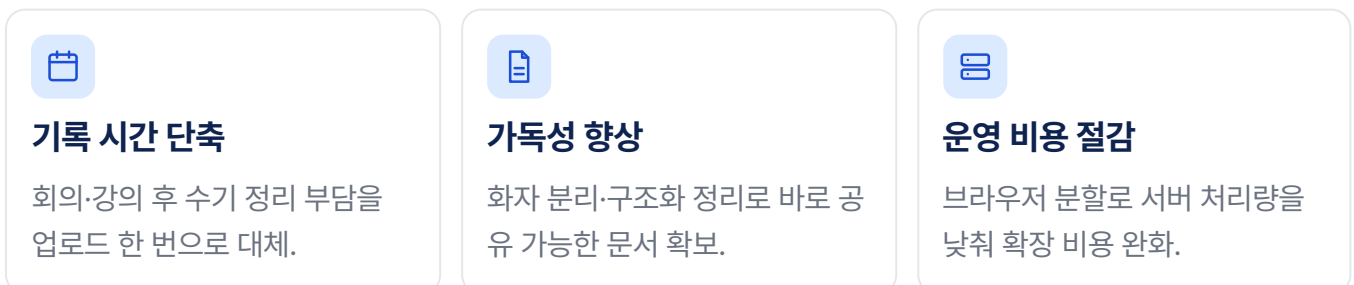 기록 시간 단축
회의·강의 후 수기 정리 부담을
업로드 한 번으로 대체.
가독성 향상
화자 분리·구조화 정리로 바로 공
유 가능한 문서 확보.
운영 비용 절감
브라우저 분할로 서버 처리량을
낮춰 확장 비용 완화.